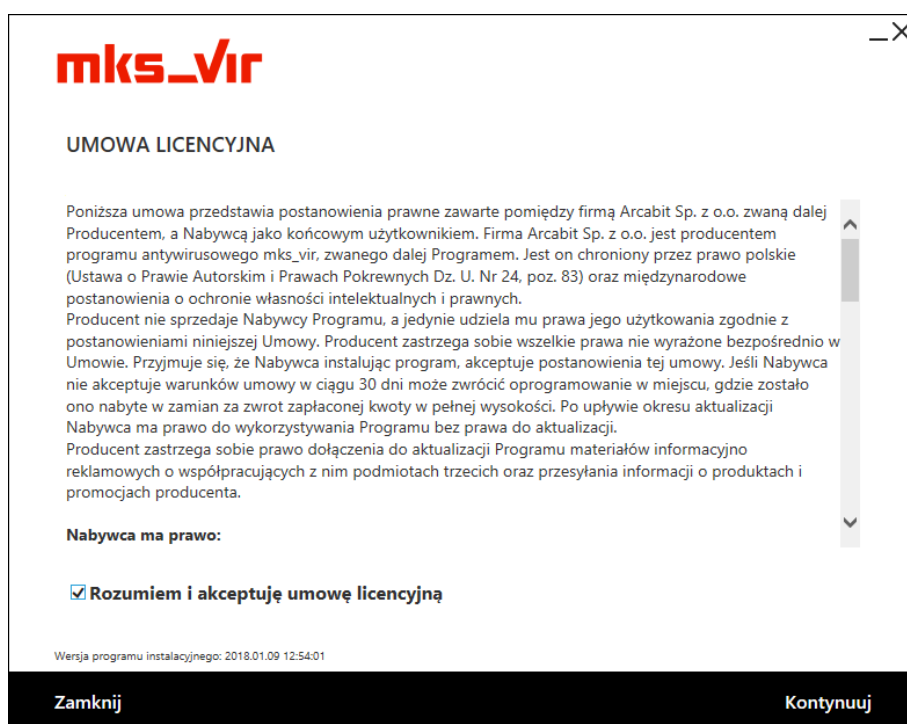 mks_vir
UMOWA LICENCYJNA
Poniższa umowa przedstawia postanowienia prawne zawarte pomiędzy firmą Arcabit Sp. z o.o. zwaną dalej
Producentem, a Nabywcą jako końcowym użytkownikiem. Firma Arcabit Sp. z o.o. jest producentem
programu antywirusowego mks_vir, zwanego dalej Programem. Jest on chroniony przez prawo polskie
(Ustawa o Prawie Autorskim i Prawach Pokrewnych Dz. U. Nr 24, poz. 83) oraz międzynarodowe
postanowienia o ochronie własności intelektualnych i prawnych.
Producent nie sprzedaje Nabywcy Programu, a jedynie udziela mu prawa jego użytkowania zgodnie z
postanowieniami niniejszej Umowy. Producent zastrzega sobie wszelkie prawa nie wyrażone bezpośrednio w
Umowie. Przyjmuje się, że Nabywca instalując program, akceptuje postanowienia tej umowy. Jeśli Nabywca
nie akceptuje warunków umowy w ciągu 30 dni może zwrócić oprogramowanie w miejscu, gdzie zostało
ono nabyte w zamian za zwrot zapłaconej kwoty w pełnej wysokości. Po upływie okresu aktualizacji
Nabywca ma prawo do wykorzystywania Programu bez prawa do aktualizacji.
Producent zastrzega sobie prawo dołączenia do aktualizacji Programu materiałów informacyjno
reklamowych o współpracujących z nim podmiotach trzecich oraz przesyłania informacji o produktach i
promocjach producenta.
Nabywca ma prawo:
Rozumiem i akceptuję umowę licencyjną
Wersja programu instalacyjnego: 2018.01.09 12:54:01
Zamknij
Kontynuuj